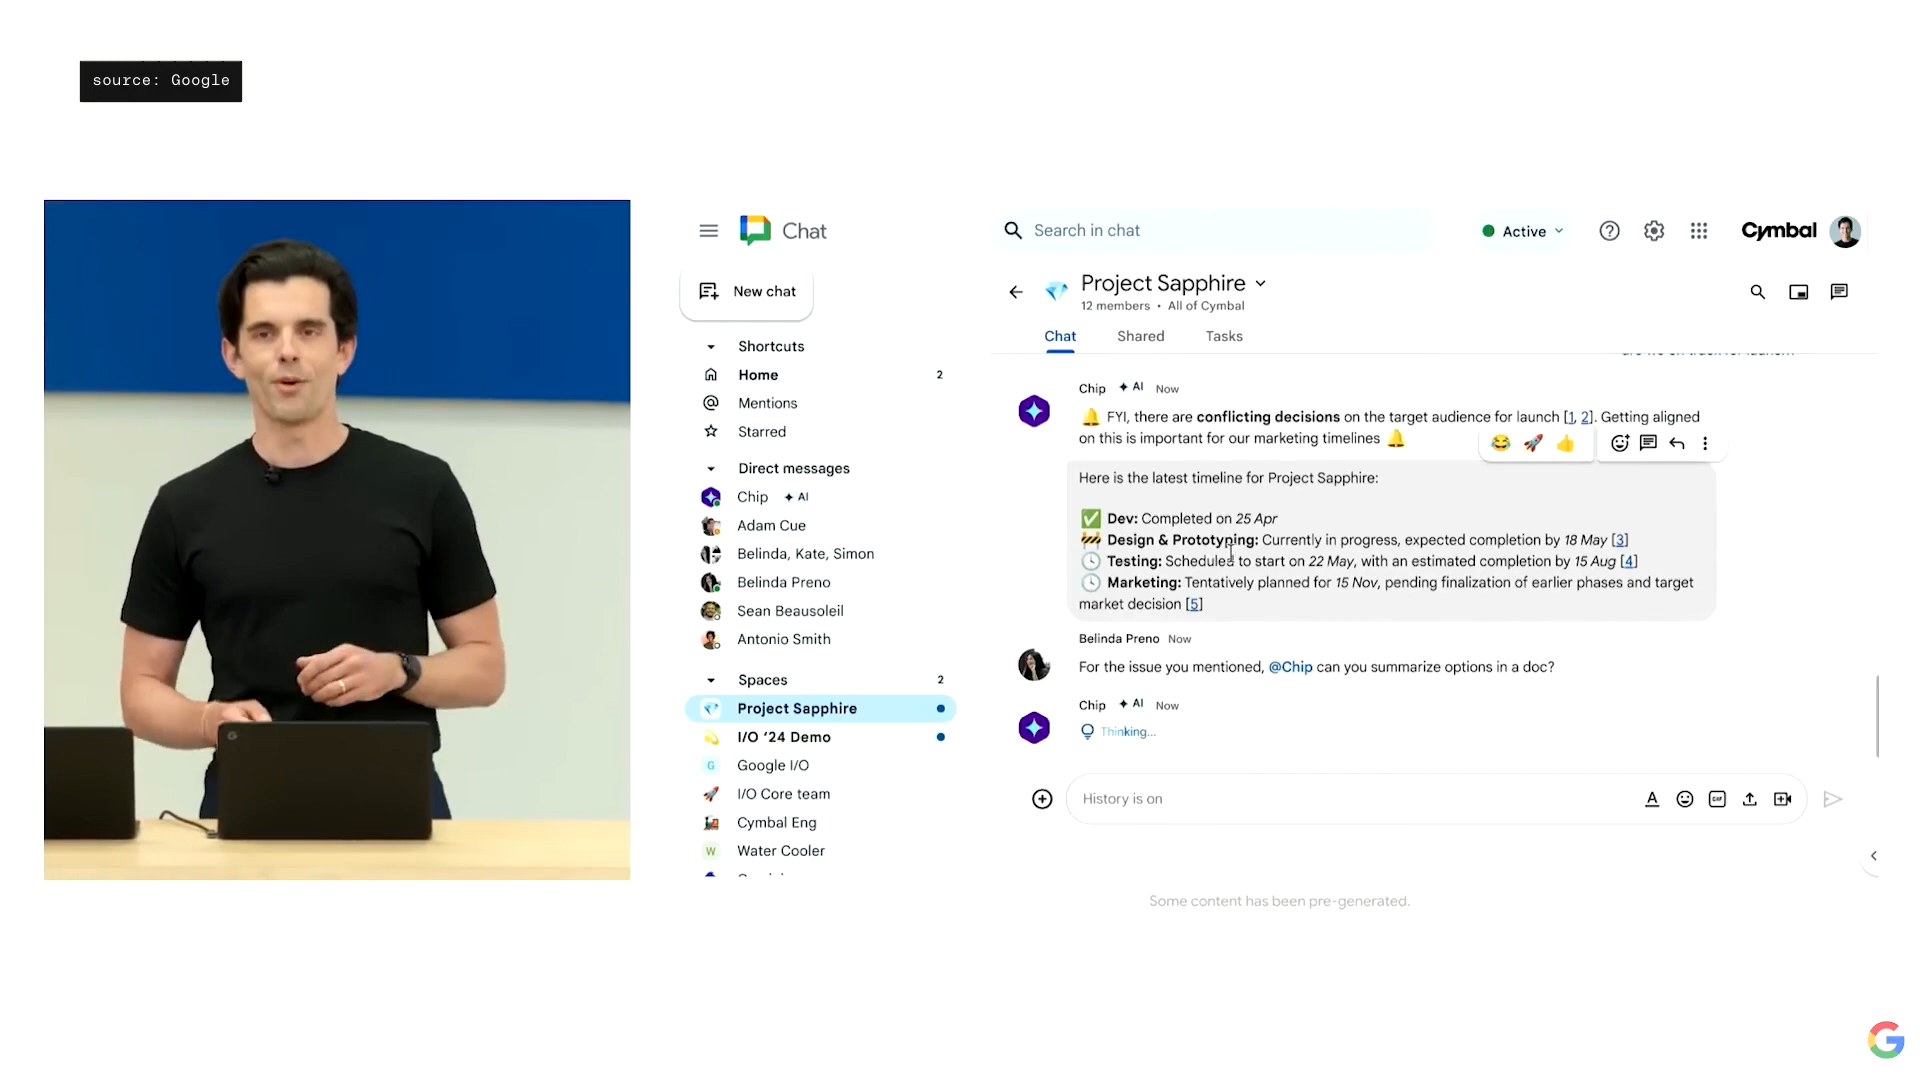 source: Google
Chat
Search in chat
Active
Cymbal
New chat
Shortcuts
Home 2
Mentions
Starred
Direct messages
Chip AI
Adam Cue
Belinda, Kate, Simon
Belinda Preno
Sean Beausoleil
Antonio Smith
Spaces 2
Project Sapphire
I/O ‘24 Demo
G Google I/O
I/O Core team
Cymbal Eng
W Water Cooler
Project Sapphire
12 members • All of Cymbal
Chat Shared Tasks
Chip AI Now
🔔 FYI, there are conflicting decisions on the target audience for launch [1, 2]. Getting aligned
on this is important for our marketing timelines 🔔
Here is the latest timeline for Project Sapphire:
✅ Dev: Completed on 25 Apr
🚧 Design & Prototyping: Currently in progress, expected completion by 18 May [3]
🕓 Testing: Scheduled to start on 22 May, with an estimated completion by 15 Aug [4]
🕓 Marketing: Tentatively planned for 15 Nov, pending finalization of earlier phases and target
market decision [5]
Belinda Preno Now
For the issue you mentioned, @Chip can you summarize options in a doc?
Chip AI Now
Thinking...
History is on
GIF
Some content has been pre-generated.